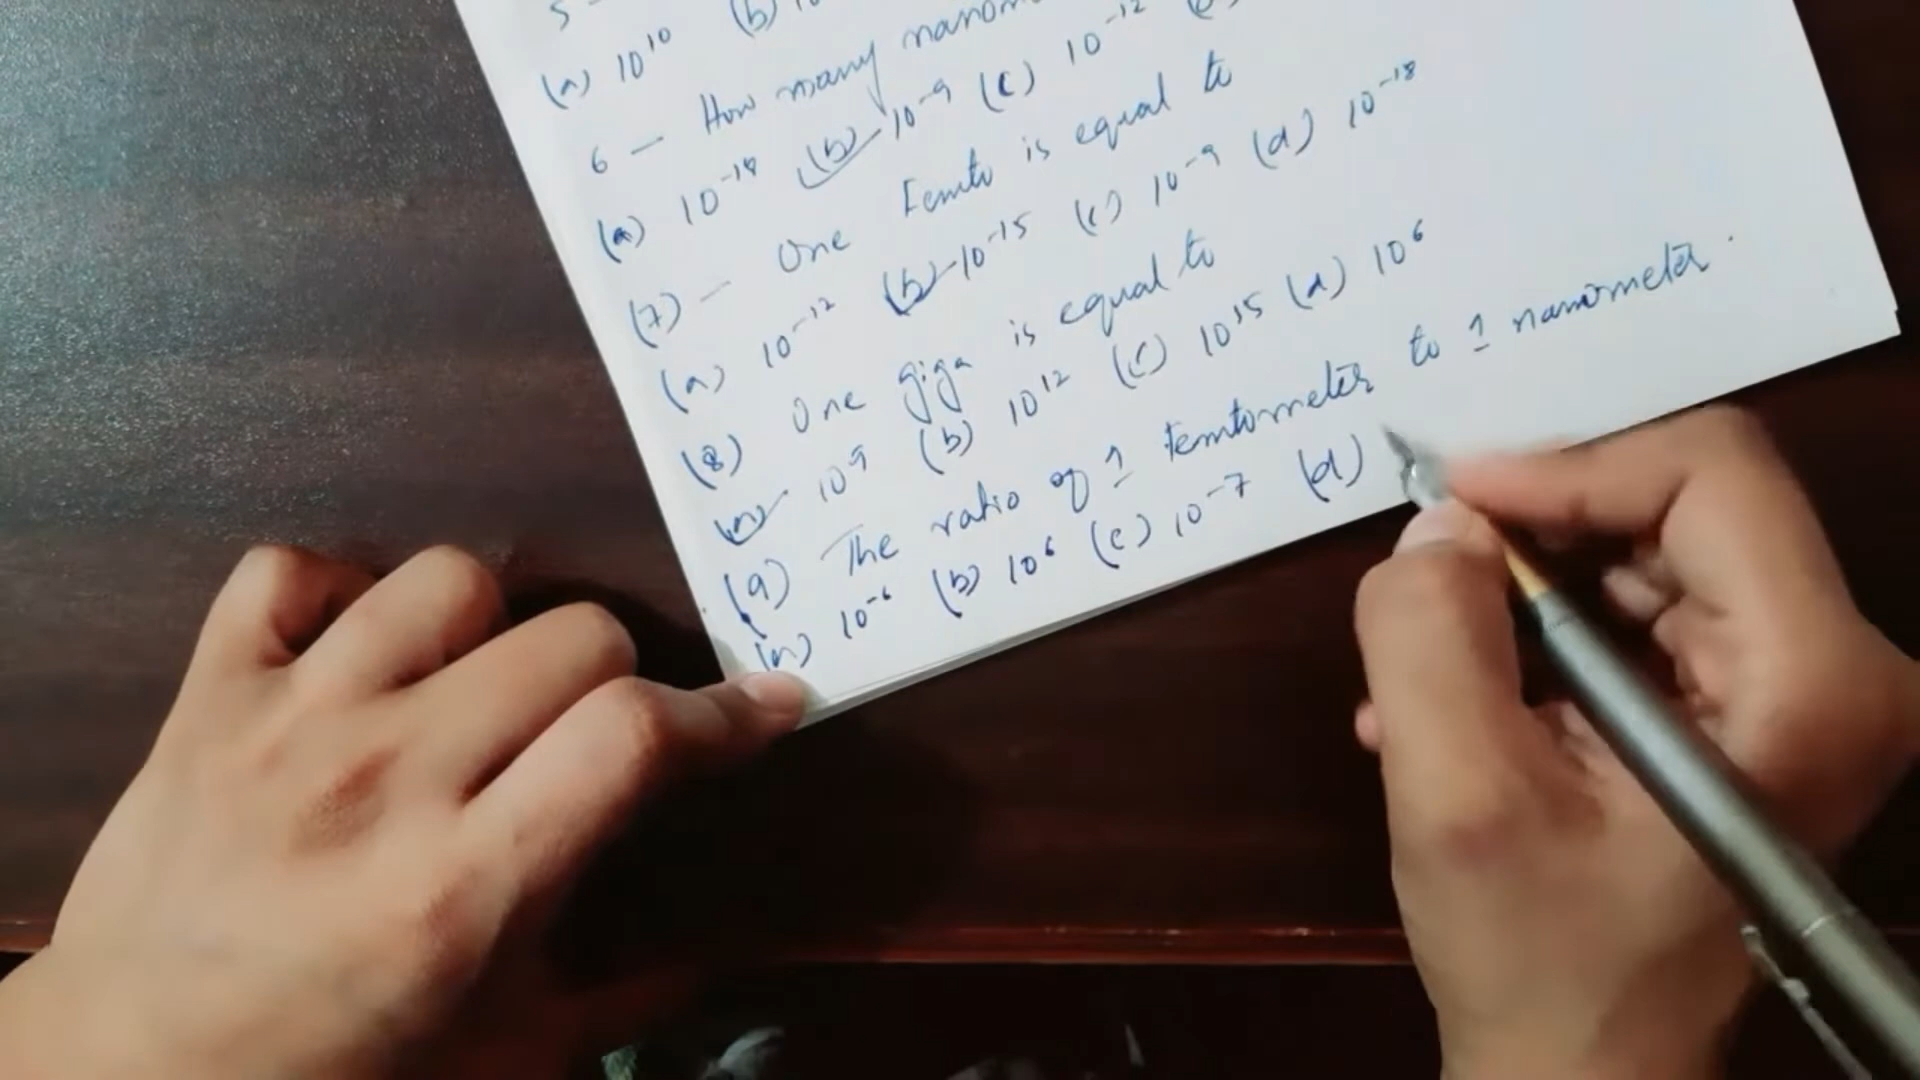 5 -
(a) 10¹⁰ (b)
6 - How many
(a) 10⁻¹⁸ (b) 10⁻⁹ (c) 10⁻¹²
(7) - One Femto is equal to
(a) 10⁻¹² (b) 10⁻¹⁵ (c) 10⁻⁹ (d) 10⁻¹⁸
(8) One giga is equal to
(a) 10⁹ (b) 10¹² (c) 10¹⁵ (d) 10⁶
(9) The ratio of 1 femtometer to 1 nanometer.
(a) 10⁻⁶ (b) 10⁶ (c) 10⁻⁷ (d)